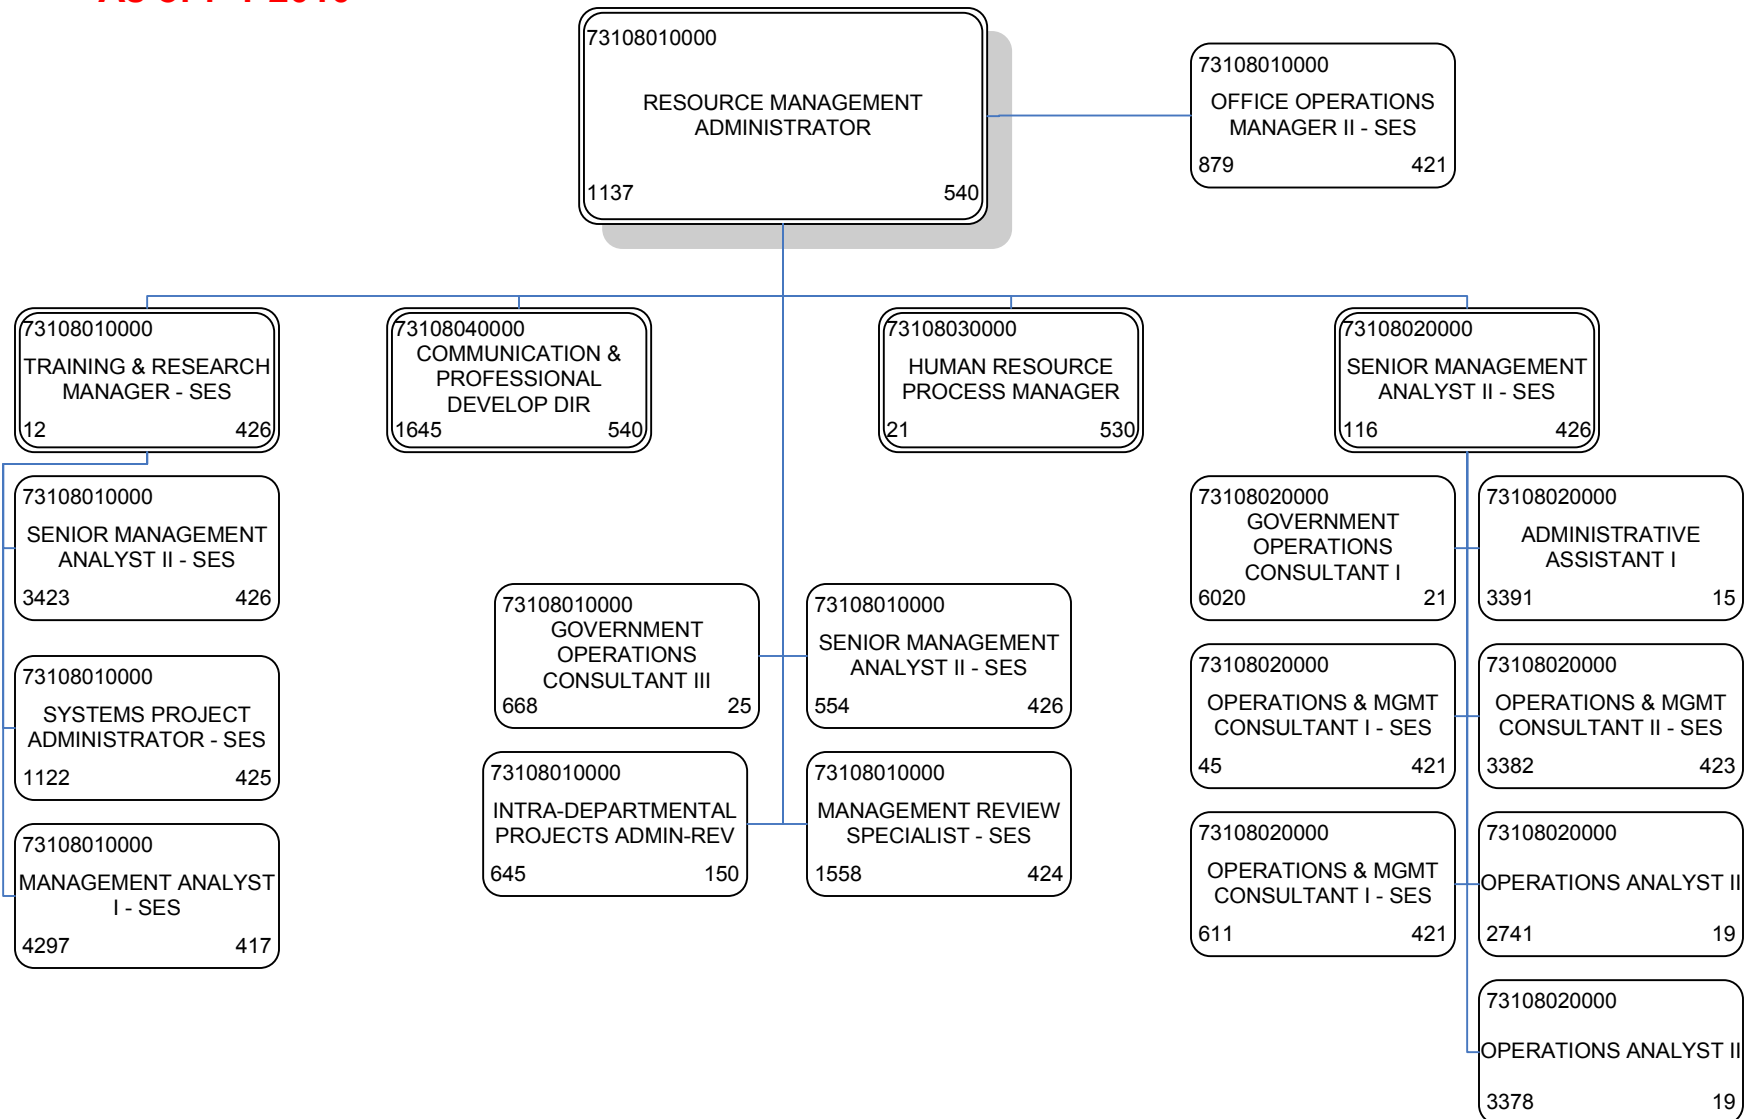 73108010000
RESOURCE MANAGEMENT
ADMINISTRATOR
1137 540
73108010000
OFFICE OPERATIONS
MANAGER II - SES
879 421
73108010000
TRAINING & RESEARCH
MANAGER - SES
12 426
73108040000
COMMUNICATION &
PROFESSIONAL
DEVELOP DIR
1645 540
73108030000
HUMAN RESOURCE
PROCESS MANAGER
21 530
73108020000
SENIOR MANAGEMENT
ANALYST II - SES
116 426
73108010000
SENIOR MANAGEMENT
ANALYST II - SES
3423 426
73108010000
SYSTEMS PROJECT
ADMINISTRATOR - SES
1122 425
73108010000
MANAGEMENT ANALYST
I - SES
4297 417
73108010000
GOVERNMENT
OPERATIONS
CONSULTANT III
668 25
73108010000
SENIOR MANAGEMENT
ANALYST II - SES
554 426
73108010000
INTRA-DEPARTMENTAL
PROJECTS ADMIN-REV
645 150
73108010000
MANAGEMENT REVIEW
SPECIALIST - SES
1558 424
73108020000
GOVERNMENT
OPERATIONS
CONSULTANT I
6020 21
73108020000
ADMINISTRATIVE
ASSISTANT I
3391 15
73108020000
OPERATIONS & MGMT
CONSULTANT I - SES
45 421
73108020000
OPERATIONS & MGMT
CONSULTANT II - SES
3382 423
73108020000
OPERATIONS & MGMT
CONSULTANT I - SES
611 421
73108020000
OPERATIONS ANALYST II
2741 19
73108020000
OPERATIONS ANALYST II
3378 19